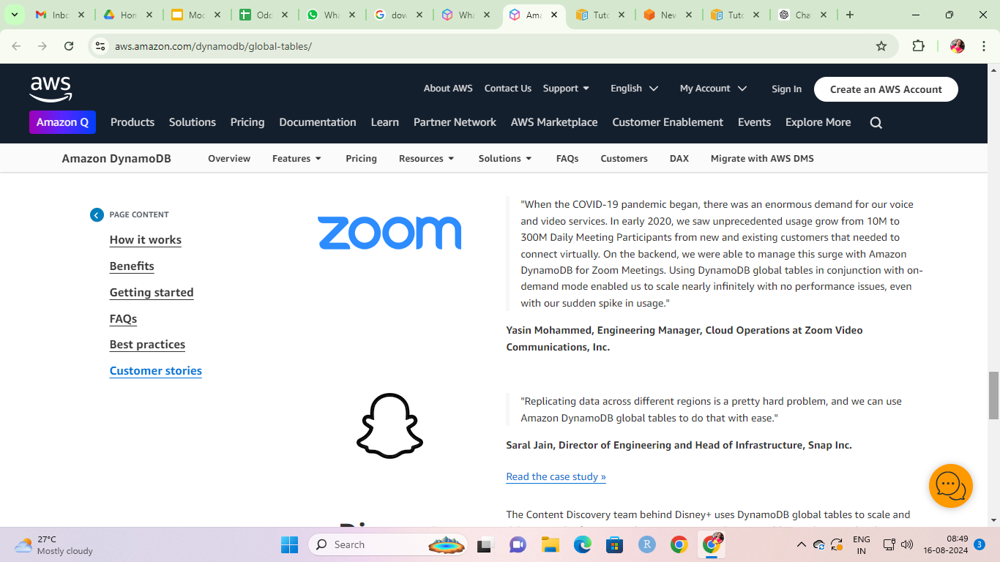 Inbo
Hon
Moc
Odc
Wha
dow
Wha
Ama
Tuto
New
Tuto
Cha
aws.amazon.com/dynamodb/global-tables/
aws
About AWS Contact Us Support English My Account Sign In Create an AWS Account
Amazon Q Products Solutions Pricing Documentation Learn Partner Network AWS Marketplace Customer Enablement Events Explore More
Amazon DynamoDB Overview Features Pricing Resources Solutions FAQs Customers DAX Migrate with AWS DMS
PAGE CONTENT
How it works
Benefits
Getting started
FAQs
Best practices
Customer stories
zoom
"When the COVID-19 pandemic began, there was an enormous demand for our voice
and video services. In early 2020, we saw unprecedented usage grow from 10M to
300M Daily Meeting Participants from new and existing customers that needed to
connect virtually. On the backend, we were able to manage this surge with Amazon
DynamoDB for Zoom Meetings. Using DynamoDB global tables in conjunction with on-
demand mode enabled us to scale nearly infinitely with no performance issues, even
with our sudden spike in usage."
Yasin Mohammed, Engineering Manager, Cloud Operations at Zoom Video
Communications, Inc.
"Replicating data across different regions is a pretty hard problem, and we can use
Amazon DynamoDB global tables to do that with ease."
Saral Jain, Director of Engineering and Head of Infrastructure, Snap Inc.
Read the case study »
The Content Discovery team behind Disney+ uses DynamoDB global tables to scale and
27°C
Mostly cloudy
Search
R
ENG
IN
08:49
16-08-2024
3